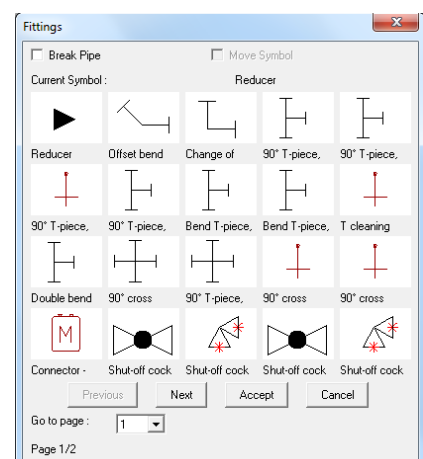 Fittings
Break Pipe Move Symbol
Current Symbol : Reducer
Reducer Offset bend Change of 90° T-piece, 90° T-piece,
90° T-piece, 90° T-piece, Bend T-piece, Bend T-piece, T cleaning
Double bend 90° cross 90° T-piece, 90° cross 90° cross
M
Connector - Shut-off cock Shut-off cock Shut-off cock Shut-off cock
Previous Next Accept Cancel
Go to page : 1
Page 1/2